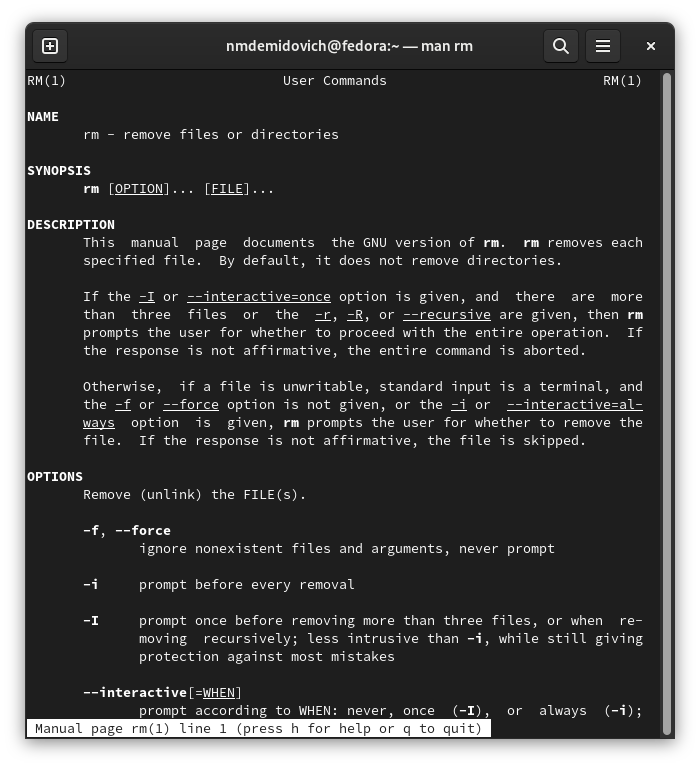 nmdemidovich@fedora:~ — man rm
RM(1) User Commands RM(1)
NAME
rm - remove files or directories
SYNOPSIS
rm [OPTION]... [FILE]...
DESCRIPTION
This manual page documents the GNU version of rm. rm removes each
specified file. By default, it does not remove directories.
If the -I or --interactive=once option is given, and there are more
than three files or the -r, -R, or --recursive are given, then rm
prompts the user for whether to proceed with the entire operation. If
the response is not affirmative, the entire command is aborted.
Otherwise, if a file is unwritable, standard input is a terminal, and
the -f or --force option is not given, or the -i or --interactive=al-
ways option is given, rm prompts the user for whether to remove the
file. If the response is not affirmative, the file is skipped.
OPTIONS
Remove (unlink) the FILE(s).
-f, --force
ignore nonexistent files and arguments, never prompt
-i prompt before every removal
-I prompt once before removing more than three files, or when re-
moving recursively; less intrusive than -i, while still giving
protection against most mistakes
--interactive[=WHEN]
prompt according to WHEN: never, once (-I), or always (-i);
Manual page rm(1) line 1 (press h for help or q to quit)